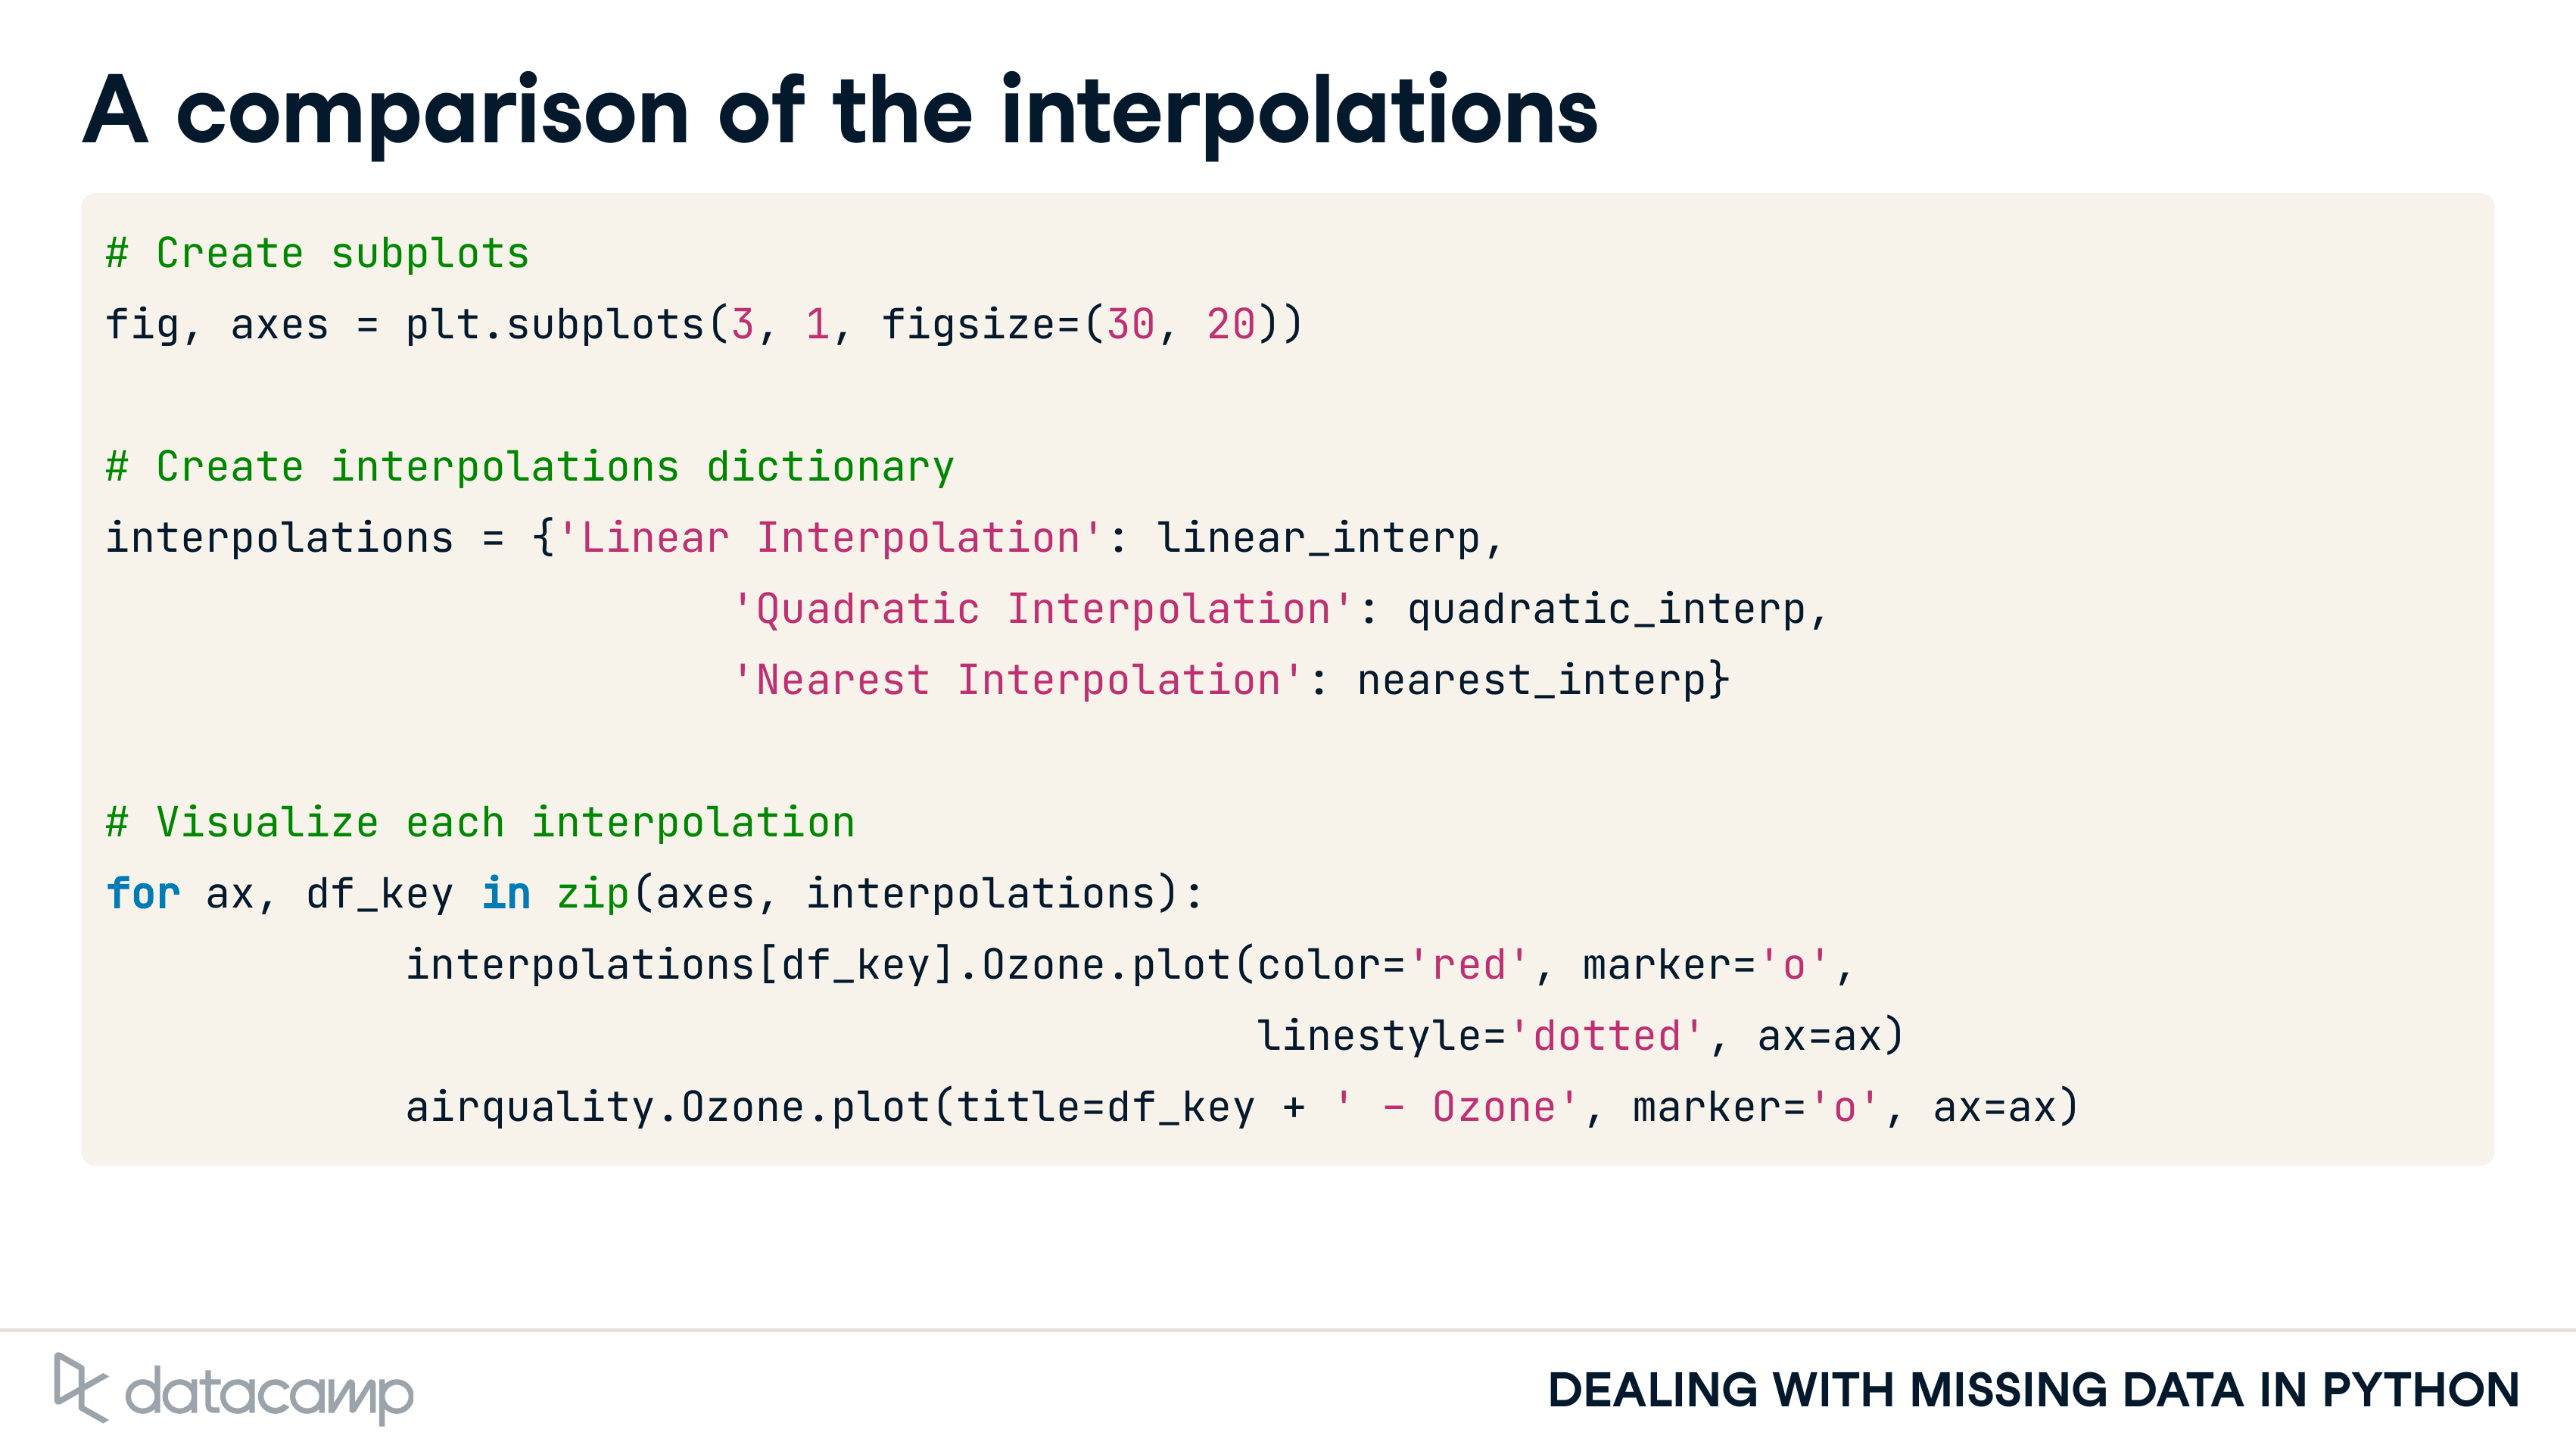 A comparison of the interpolations
# Create subplots
fig, axes = plt.subplots(3, 1, figsize=(30, 20))
# Create interpolations dictionary
interpolations = {'Linear Interpolation': linear_interp,
'Quadratic Interpolation': quadratic_interp,
'Nearest Interpolation': nearest_interp}
# Visualize each interpolation
for ax, df_key in zip(axes, interpolations):
interpolations[df_key].Ozone.plot(color='red', marker='o',
linestyle='dotted', ax=ax)
airquality.Ozone.plot(title=df_key + ' - Ozone', marker='o', ax=ax)
datacamp
DEALING WITH MISSING DATA IN PYTHON